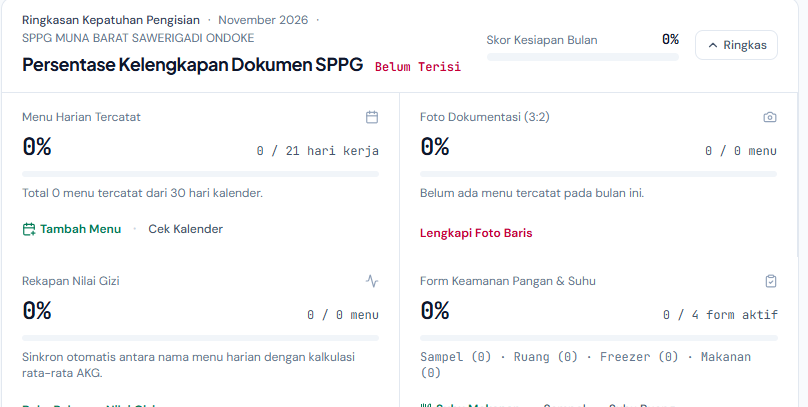 Ringkasan Kepatuhan Pengisian · November 2026 ·
SPPG MUNA BARAT SAWERIGADI ONDOKE
Persentase Kelengkapan Dokumen SPPG Belum Terisi
Skor Kesiapan Bulan 0%
Ringkas
Menu Harian Tercatat
0% 0 / 21 hari kerja
Total 0 menu tercatat dari 30 hari kalender.
Tambah Menu · Cek Kalender
Foto Dokumentasi (3:2)
0% 0 / 0 menu
Belum ada menu tercatat pada bulan ini.
Lengkapi Foto Baris
Rekapan Nilai Gizi
0% 0 / 0 menu
Sinkron otomatis antara nama menu harian dengan kalkulasi
rata-rata AKG.
Form Keamanan Pangan & Suhu
0% 0 / 4 form aktif
Sampel (0) · Ruang (0) · Freezer (0) · Makanan
(0)